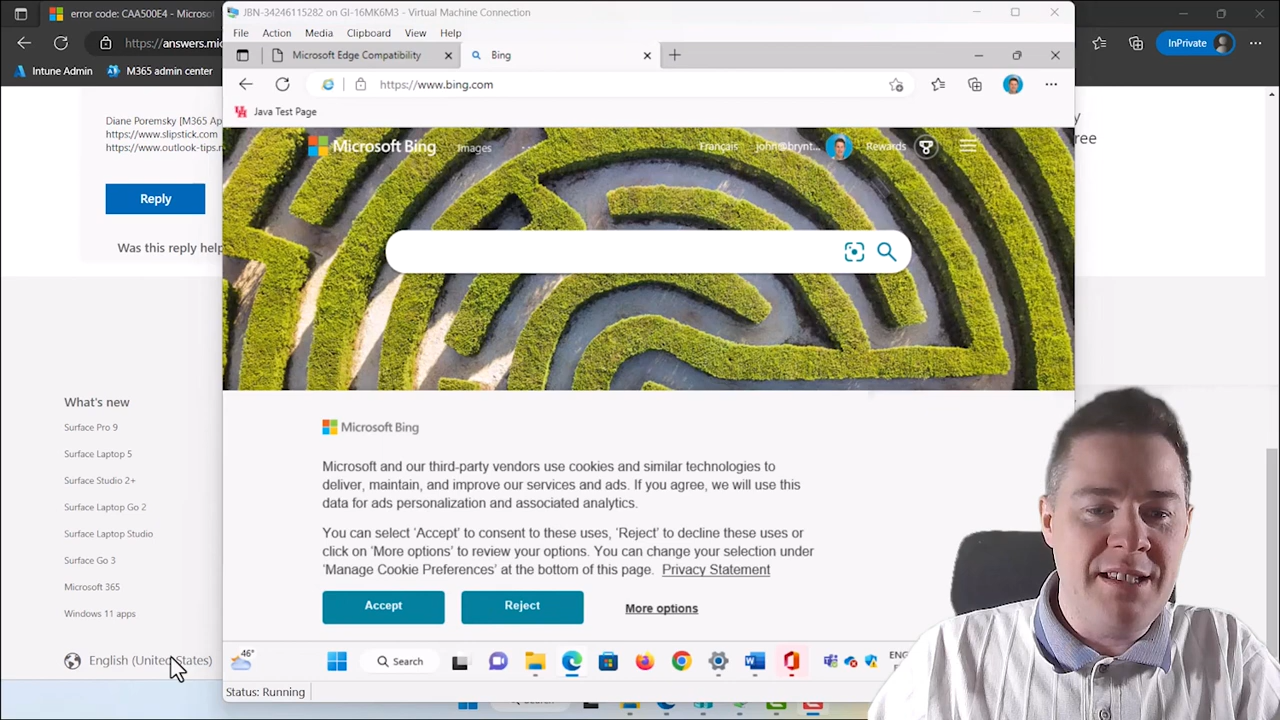 error code: CAA500E4 - Microsof
https://answers.mic
InPrivate
Intune Admin
M365 admin center
JBN-34246115282 on GI-16MK6M3 - Virtual Machine Connection
File Action Media Clipboard View Help
Microsoft Edge Compatibility
Bing
https://www.bing.com
Java Test Page
Diane Poremsky [M365 Ap
https://www.slipstick.com
https://www.outlook-tips.n
Reply
Was this reply help
y
ree
Microsoft Bing
Images
Français
john@brynt...
Rewards
Microsoft Bing
Microsoft and our third-party vendors use cookies and similar technologies to
deliver, maintain, and improve our services and ads. If you agree, we will use this
data for ads personalization and associated analytics.
You can select 'Accept' to consent to these uses, 'Reject' to decline these uses or
click on 'More options' to review your options. You can change your selection under
'Manage Cookie Preferences' at the bottom of this page. Privacy Statement
Accept
Reject
More options
What's new
Surface Pro 9
Surface Laptop 5
Surface Studio 2+
Surface Laptop Go 2
Surface Laptop Studio
Surface Go 3
Microsoft 365
Windows 11 apps
English (United States)
46°
Search
ENG
Status: Running
Search